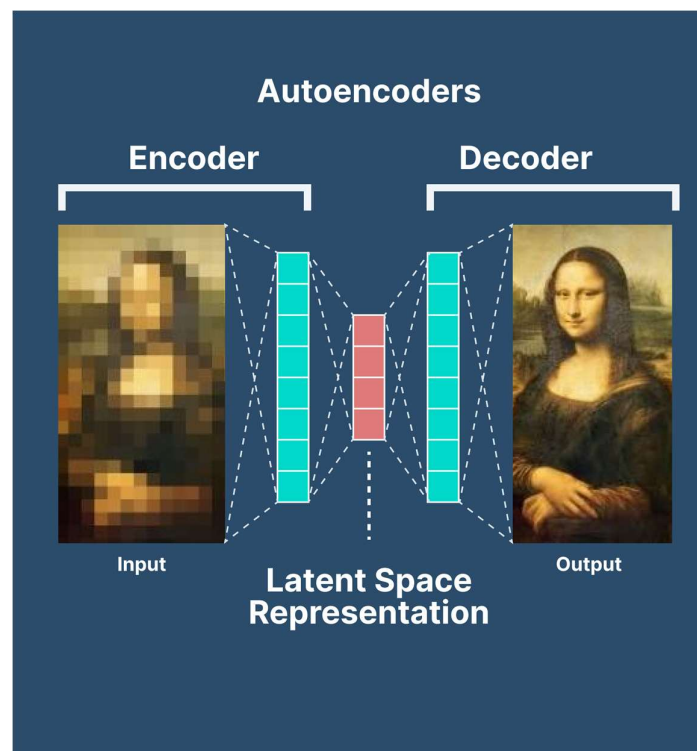 Autoencoders
Encoder
Decoder
Input
Output
Latent Space
Representation